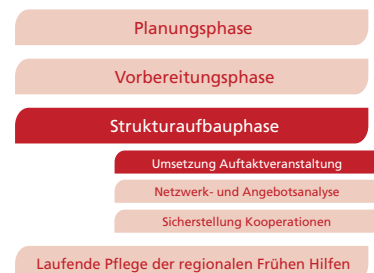 Planungsphase
Vorbereitungsphase
Strukturaufbauphase
Umsetzung Auftaktveranstaltung
Netzwerk- und Angebotsanalyse
Sicherstellung Kooperationen
Laufende Pflege der regionalen Frühen Hilfen